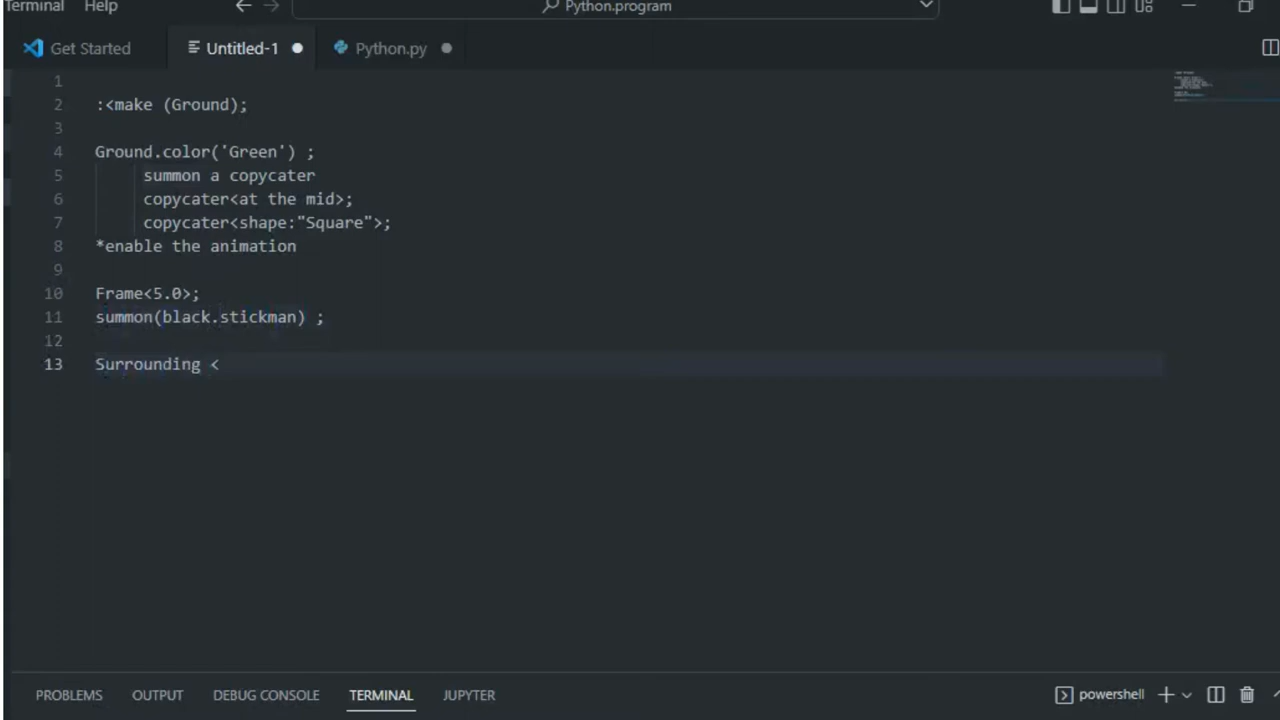 Terminal Help Python.program
Get Started Untitled-1 Python.py
1
2 :<make (Ground);
3
4 Ground.color('Green') ;
5 summon a copycater
6 copycater<at the mid>;
7 copycater<shape:"Square">;
8 *enable the animation
9
10 Frame<5.0>;
11 summon(black.stickman) ;
12
13 Surrounding <
PROBLEMS OUTPUT DEBUG CONSOLE TERMINAL JUPYTER powershell